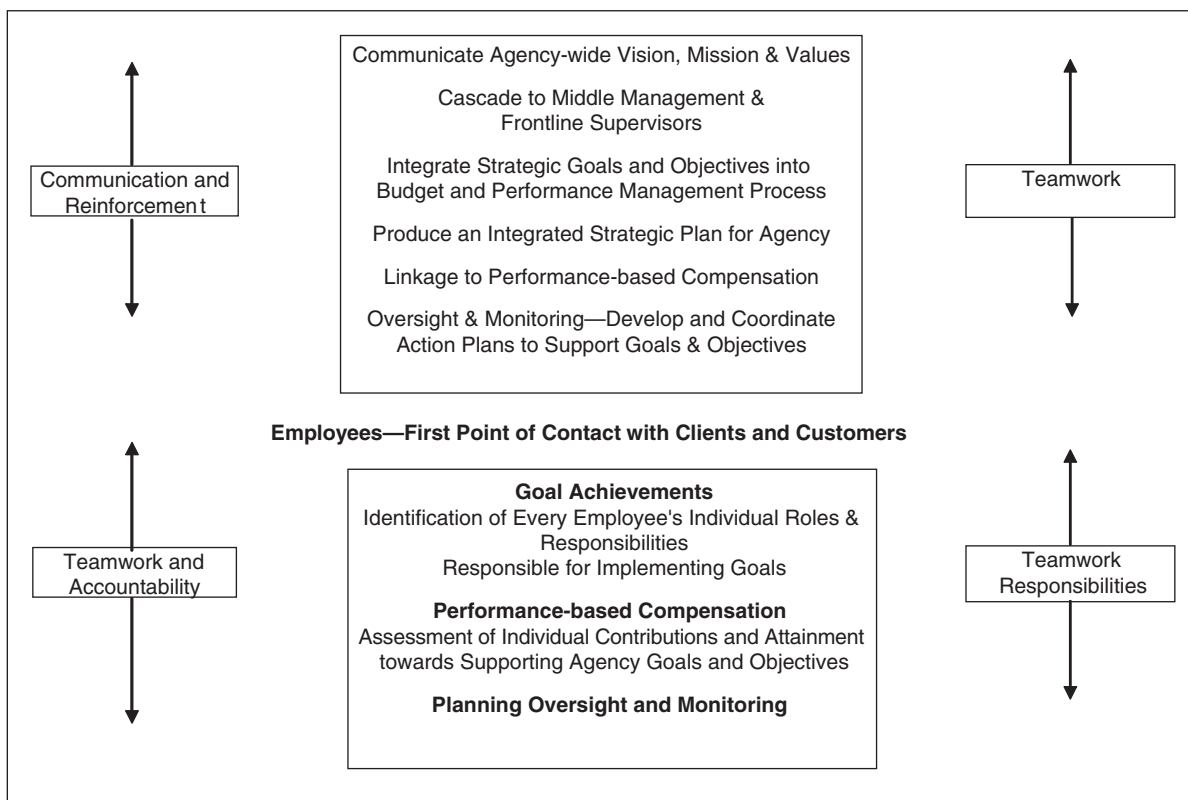 Communicate Agency-wide Vision, Mission & Values
Cascade to Middle Management &
Frontline Supervisors
Integrate Strategic Goals and Objectives into
Budget and Performance Management Process
Produce an Integrated Strategic Plan for Agency
Linkage to Performance-based Compensation
Oversight & Monitoring—Develop and Coordinate
Action Plans to Support Goals & Objectives
Communication and
Reinforcement
Teamwork
Employees—First Point of Contact with Clients and Customers
Goal Achievements
Identification of Every Employee's Individual Roles &
Responsibilities
Responsible for Implementing Goals
Performance-based Compensation
Assessment of Individual Contributions and Attainment
towards Supporting Agency Goals and Objectives
Planning Oversight and Monitoring
Teamwork and
Accountability
Teamwork
Responsibilities